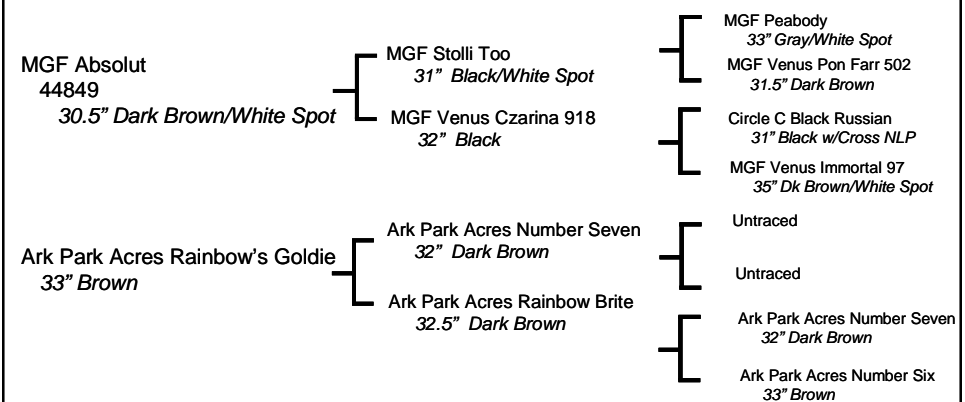 MGF Absolut
44849
30.5” Dark Brown/White Spot
MGF Stolli Too
31” Black/White Spot
MGF Venus Czarina 918
32” Black
MGF Peabody
33” Gray/White Spot
MGF Venus Pon Farr 502
31.5” Dark Brown
Circle C Black Russian
31” Black w/Cross NLP
MGF Venus Immortal 97
35” Dk Brown/White Spot
Ark Park Acres Rainbow’s Goldie
33” Brown
Ark Park Acres Number Seven
32” Dark Brown
Ark Park Acres Rainbow Brite
32.5” Dark Brown
Untraced
Untraced
Ark Park Acres Number Seven
32” Dark Brown
Ark Park Acres Number Six
33” Brown